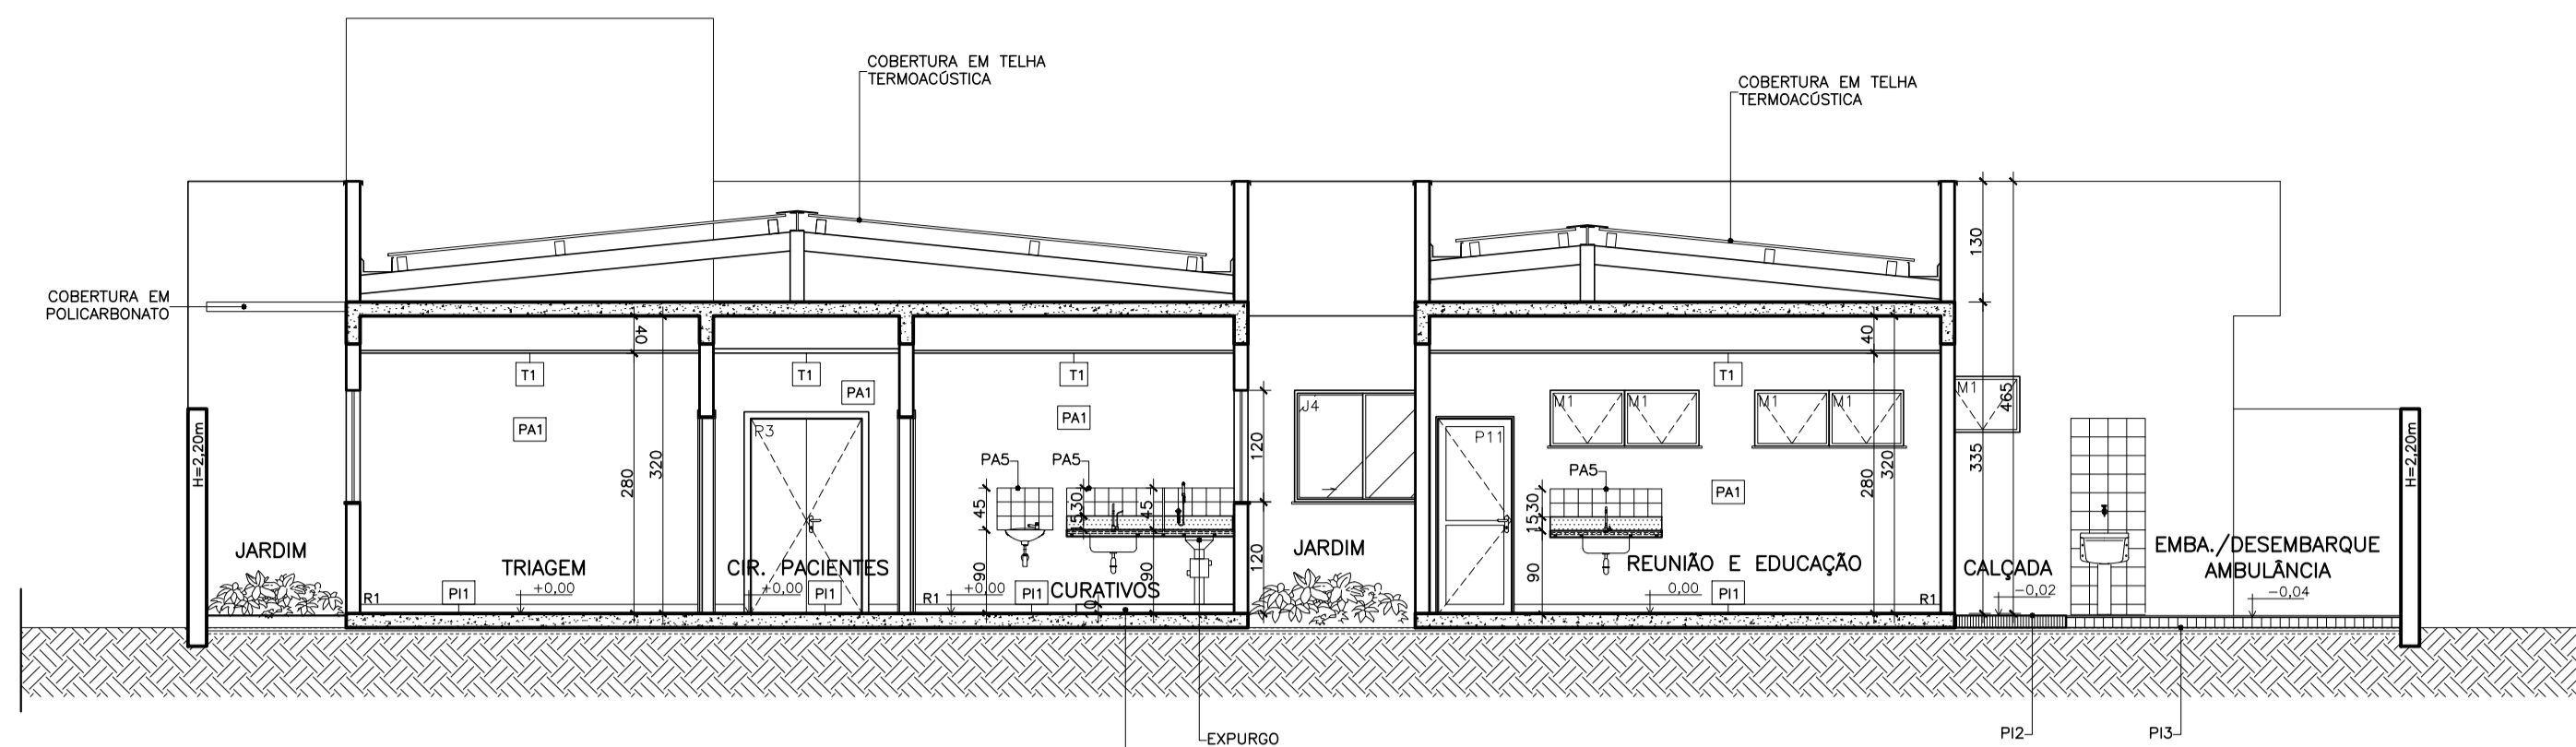 COBERTURA EM TELHA
TERMOACÚSTICA
COBERTURA EM TELHA
TERMOACÚSTICA
COBERTURA EM
POLICARBONATO
130
40
40
T1
T1
PA1
T1
T1
M1
465
335
PA1
PA1
J4
M1
M1
M1
M1
H=2,20m
H=2,20m
R3
P11
280
320
120
280
320
PA5
PA5
PA5
PA1
45
15
30
45
15
30
JARDIM
TRIAGEM
CIR. PACIENTES
90
90
CURATIVOS
120
JARDIM
90
REUNIÃO E EDUCAÇÃO
CALÇADA
EMBA./DESEMBARQUE
AMBULÂNCIA
+0,00
+0,00
+0,00
0,00
-0,02
-0,04
R1
PI1
PI1
R1
PI1
PI1
R1
EXPURGO
PI2
PI3